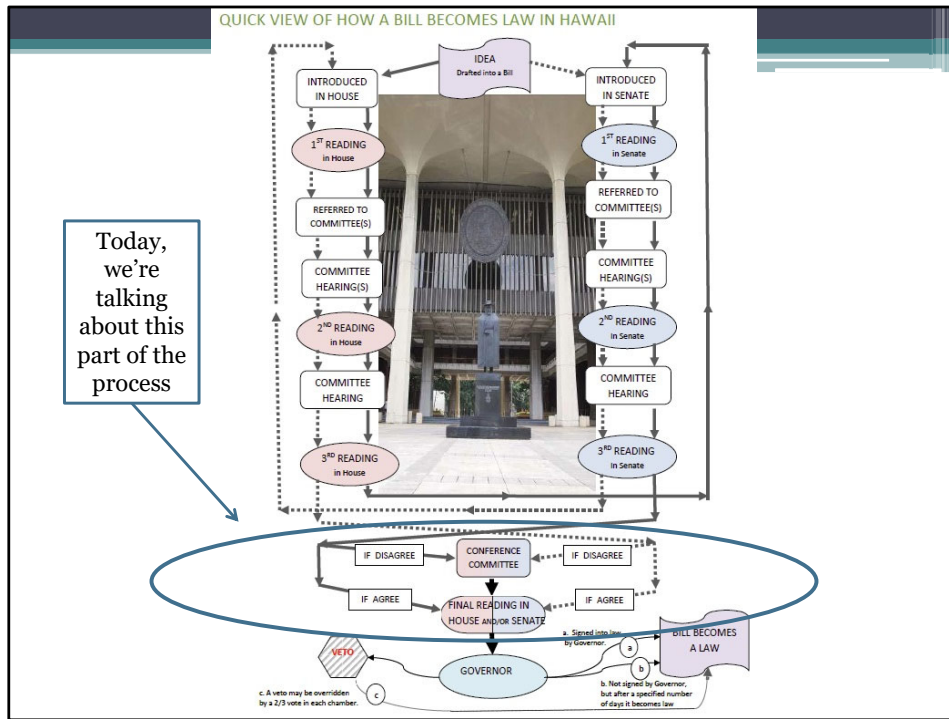 QUICK VIEW OF HOW A BILL BECOMES LAW IN HAWAII
IDEA
Drafted into a Bill
INTRODUCED
IN HOUSE
1ST READING
in House
REFERRED TO
COMMITTEE(S)
COMMITTEE
HEARING(S)
2ND READING
in House
COMMITTEE
HEARING
3RD READING
in House
INTRODUCED
IN SENATE
1ST READING
in Senate
REFERRED TO
COMMITTEE(S)
COMMITTEE
HEARING(S)
2ND READING
in Senate
COMMITTEE
HEARING
3RD READING
in Senate
Today,
we're
talking
about this
part of the
process
IF DISAGREE
CONFERENCE
COMMITTEE
IF DISAGREE
IF AGREE
FINAL READING IN
HOUSE AND/OR SENATE
IF AGREE
VETO
GOVERNOR
a. Signed into law
by Governor.
a
b
BILL BECOMES
A LAW
c. A veto may be overridden
by a 2/3 vote in each chamber.
c
b. Not signed by Governor,
but after a specified number
of days it becomes law